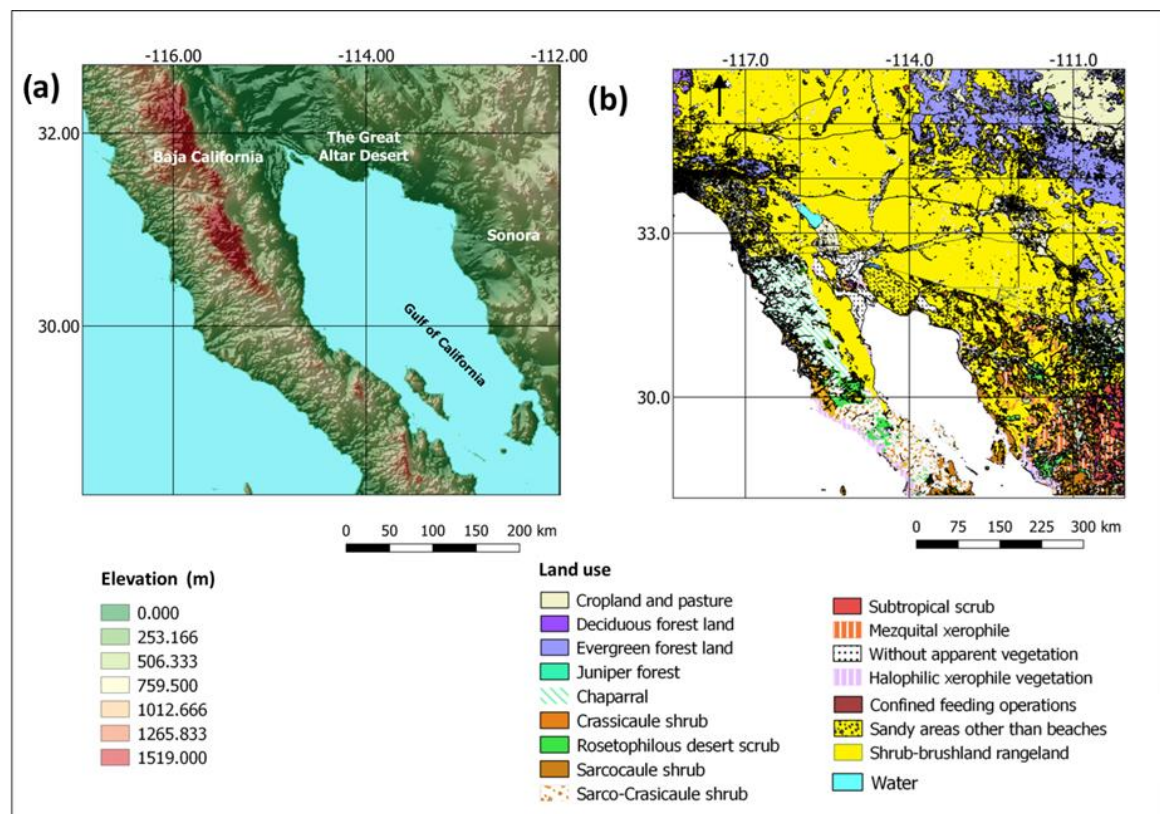 -116.00 -114.00 -112.00
(a)
32.00
Baja California
The Great
Altar Desert
Sonora
30.00
Gulf of California
0 50 100 150 200 km
Elevation (m)
0.000
253.166
506.333
759.500
1012.666
1265.833
1519.000
-117.0 -114.0 -111.0
(b)
33.0
30.0
0 75 150 225 300 km
Land use
Cropland and pasture
Deciduous forest land
Evergreen forest land
Juniper forest
Chaparral
Crassicaule shrub
Rosetophilous desert scrub
Sarcocaule shrub
Sarco-Crasicaule shrub
Subtropical scrub
Mezquital xerophile
Without apparent vegetation
Halophilic xerophile vegetation
Confined feeding operations
Sandy areas other than beaches
Shrub-brushland rangeland
Water